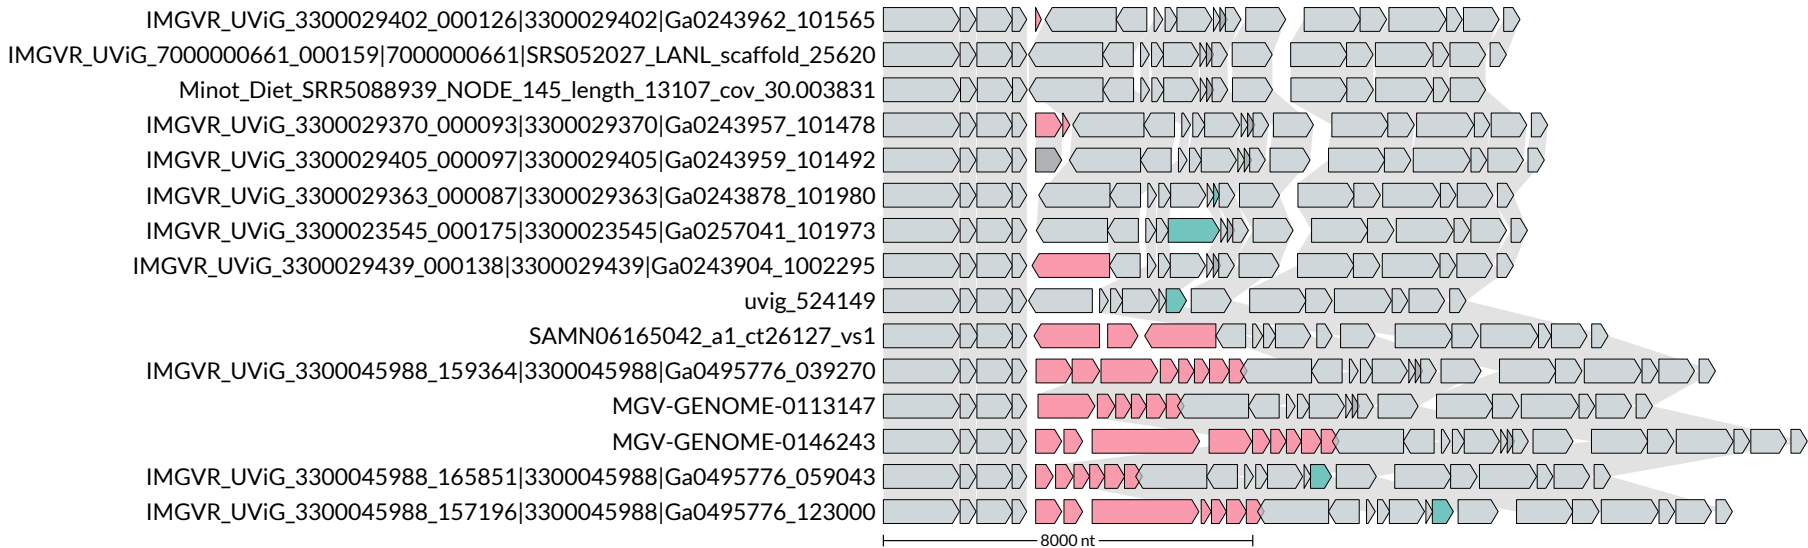 IMGVR_UViG_3300029402_000126|3300029402|Ga0243962_101565
IMGVR_UViG_7000000661_000159|7000000661|SRS052027_LANL_scaffold_25620
Minot_Diet_SRR5088939_NODE_145_length_13107_cov_30.003831
IMGVR_UViG_3300029370_000093|3300029370|Ga0243957_101478
IMGVR_UViG_3300029405_000097|3300029405|Ga0243959_101492
IMGVR_UViG_3300029363_000087|3300029363|Ga0243878_101980
IMGVR_UViG_3300023545_000175|3300023545|Ga0257041_101973
IMGVR_UViG_3300029439_000138|3300029439|Ga0243904_1002295
uvig_524149
SAMN06165042_a1_ct26127_vs1
IMGVR_UViG_3300045988_159364|3300045988|Ga0495776_039270
MGV-GENOME-0113147
MGV-GENOME-0146243
IMGVR_UViG_3300045988_165851|3300045988|Ga0495776_059043
IMGVR_UViG_3300045988_157196|3300045988|Ga0495776_123000
8000 nt